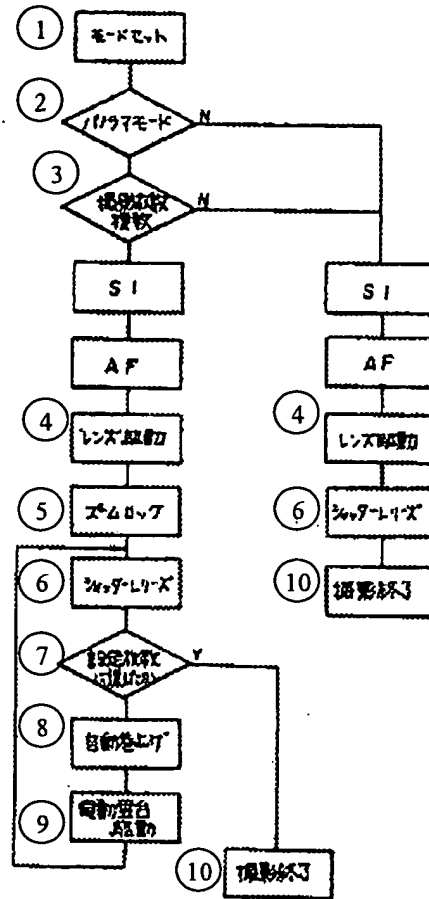 ① モードセット
② パノラマモード N
③ 撮影枚数
複数 N
S1
AF
④ レンズ駆動
⑤ ズームロック
⑥ シャッターレリーズ
⑦ 設定枚数
に達したか Y
⑧ 自動巻上げ
⑨ 電動雲台
駆動
⑩ 撮影終了
S1
AF
④ レンズ駆動
⑥ シャッターレリーズ
⑩ 撮影終了